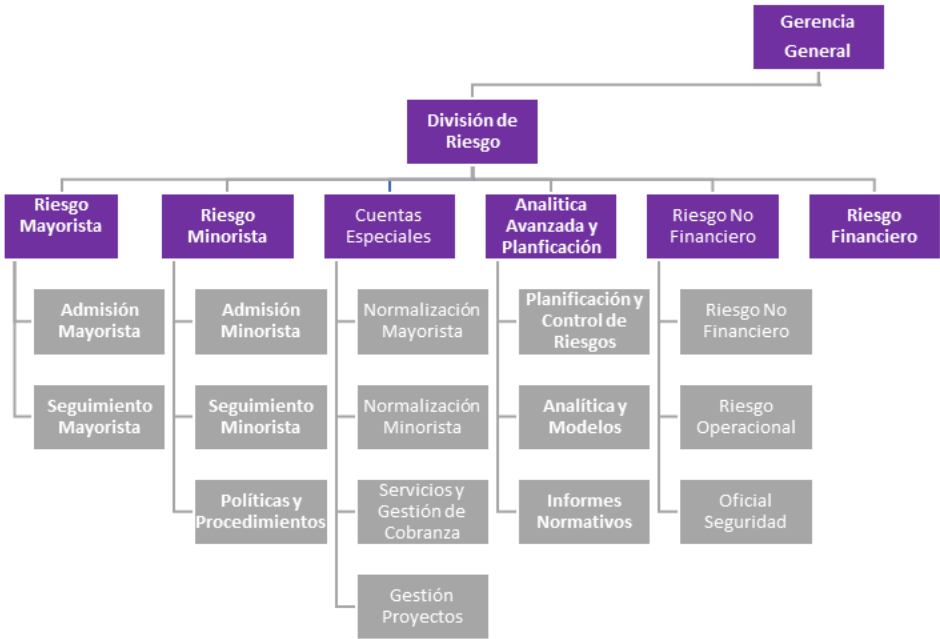 Gerencia
General
División de
Riesgo
Riesgo
Mayorista
Riesgo
Minorista
Cuentas
Especiales
Analitica
Avanzada y
Planficación
Riesgo No
Financiero
Riesgo
Financiero
Admisión
Mayorista
Seguimiento
Mayorista
Admisión
Minorista
Seguimiento
Minorista
Políticas y
Procedimientos
Normalización
Mayorista
Normalización
Minorista
Servicios y
Gestión de
Cobranza
Gestión
Proyectos
Planificación y
Control de
Riesgos
Analítica y
Modelos
Informes
Normativos
Riesgo No
Financiero
Riesgo
Operacional
Oficial
Seguridad